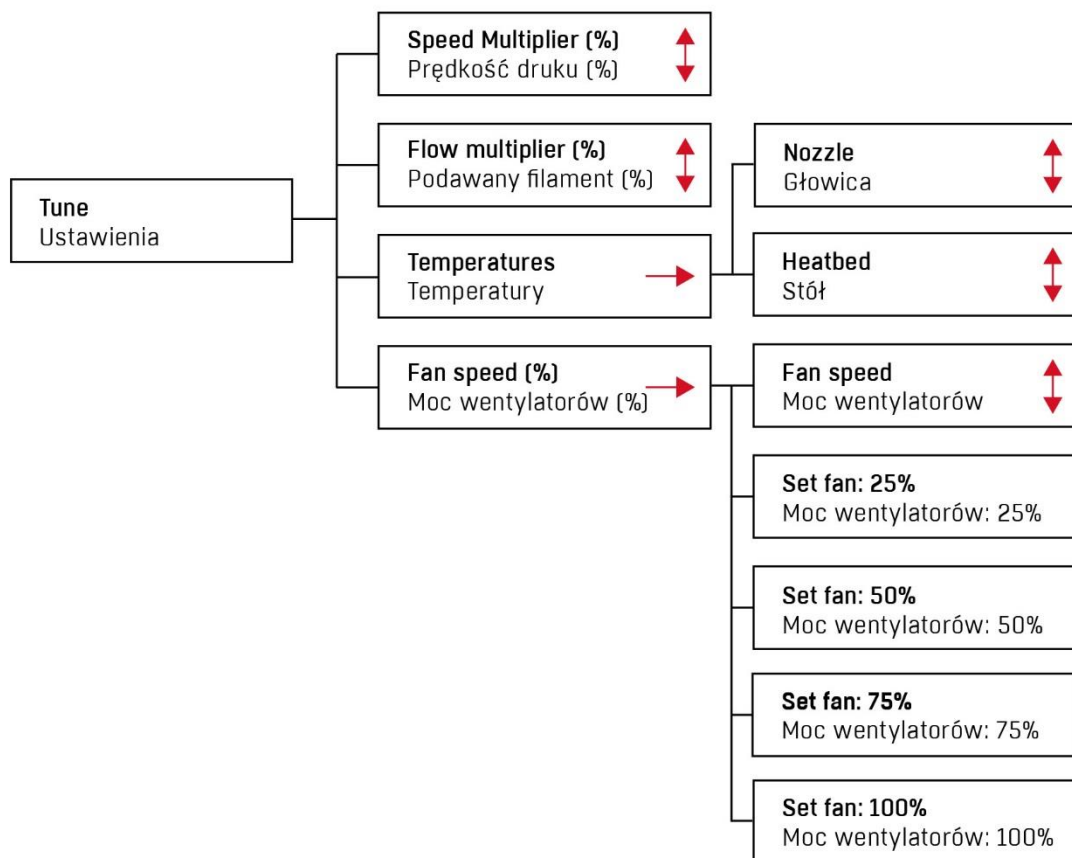 Tune
Ustawienia
Speed Multiplier (%)
Prędkość druku (%)
Flow multiplier (%)
Podawany filament (%)
Temperatures
Temperatury
Fan speed (%)
Moc wentylatorów (%)
Nozzle
Głowica
Heatbed
Stół
Fan speed
Moc wentylatorów
Set fan: 25%
Moc wentylatorów: 25%
Set fan: 50%
Moc wentylatorów: 50%
Set fan: 75%
Moc wentylatorów: 75%
Set fan: 100%
Moc wentylatorów: 100%